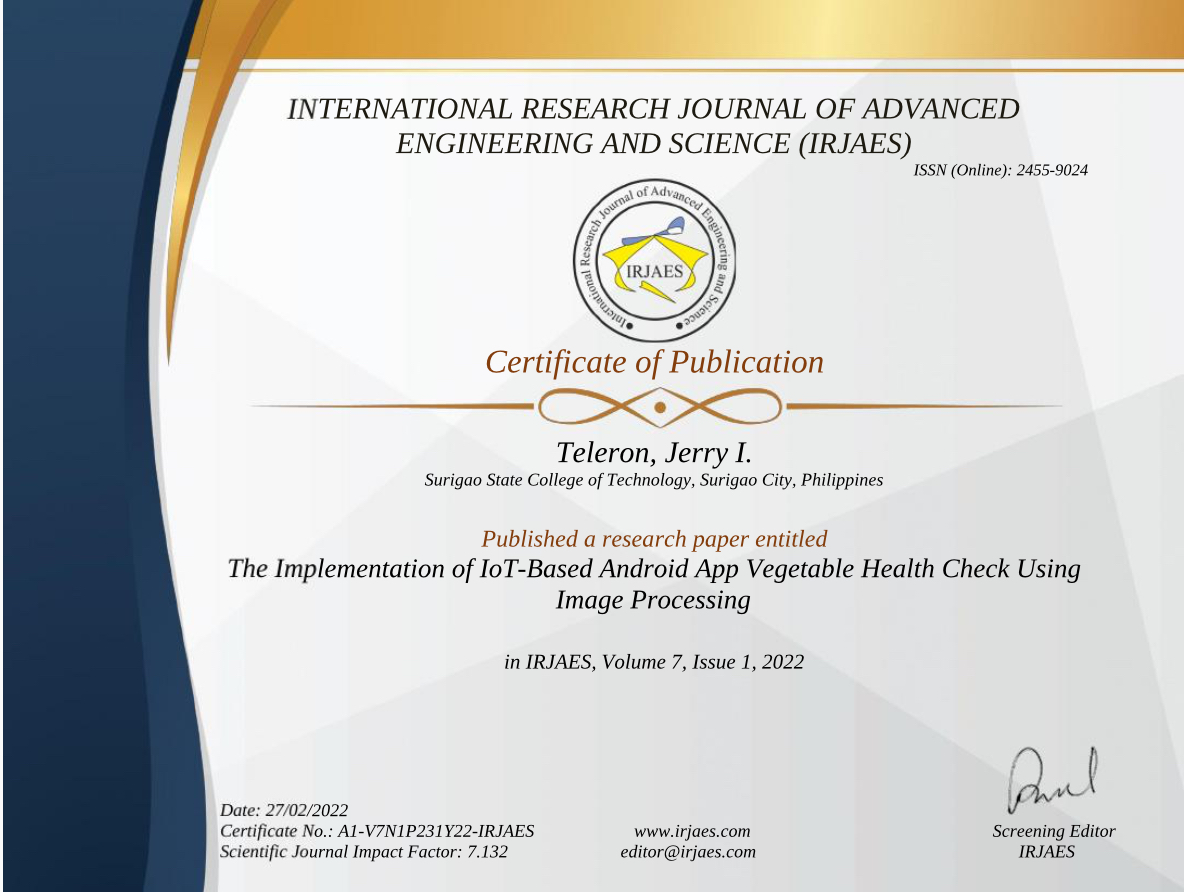 INTERNATIONAL RESEARCH JOURNAL OF ADVANCED
ENGINEERING AND SCIENCE (IRJAES)
ISSN (Online): 2455-9024
International Research Journal of Advanced Engineering and Science
IRJAES
Certificate of Publication
Teleron, Jerry I.
Surigao State College of Technology, Surigao City, Philippines
Published a research paper entitled
The Implementation of IoT-Based Android App Vegetable Health Check Using
Image Processing
in IRJAES, Volume 7, Issue 1, 2022
Date: 27/02/2022
Certificate No.: A1-V7N1P231Y22-IRJAES
Scientific Journal Impact Factor: 7.132
www.irjaes.com
editor@irjaes.com
Screening Editor
IRJAES